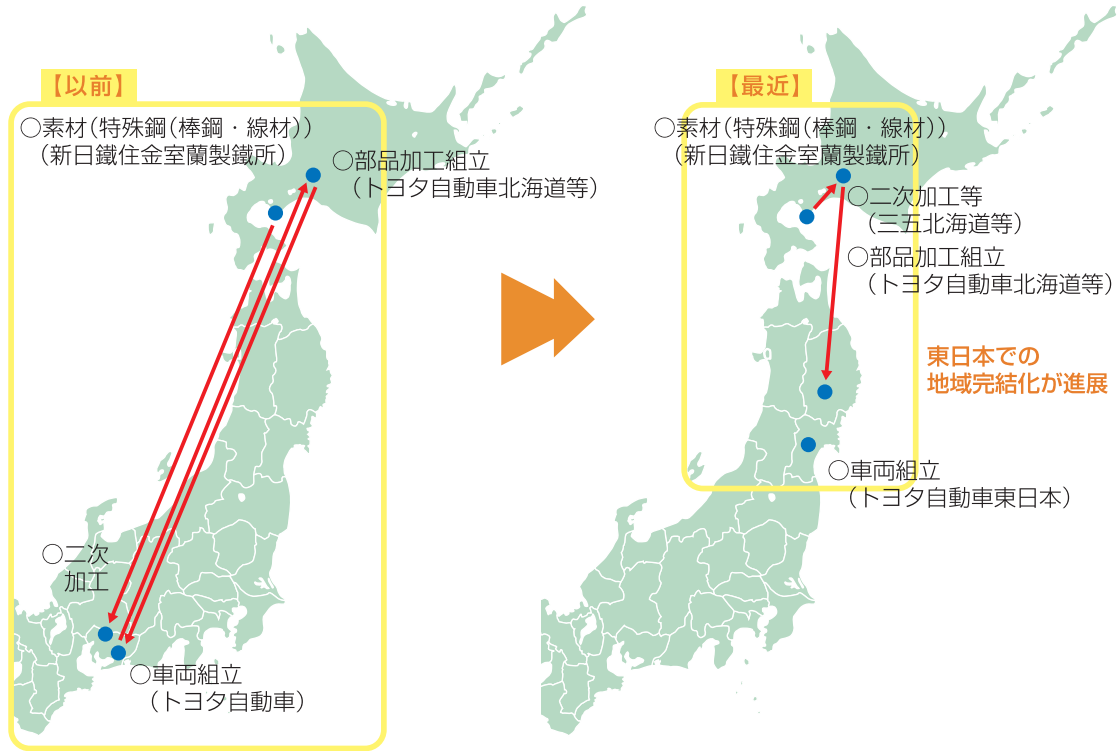 【以前】
○素材（特殊鋼（棒鋼・線材））
（新日鐵住金室蘭製鐵所）
○部品加工組立
（トヨタ自動車北海道等）
○二次
加工
○車両組立
（トヨタ自動車）
【最近】
○素材（特殊鋼（棒鋼・線材））
（新日鐵住金室蘭製鐵所）
○二次加工等
（三五北海道等）
○部品加工組立
（トヨタ自動車北海道等）
東日本での
地域完結化が進展
○車両組立
（トヨタ自動車東日本）